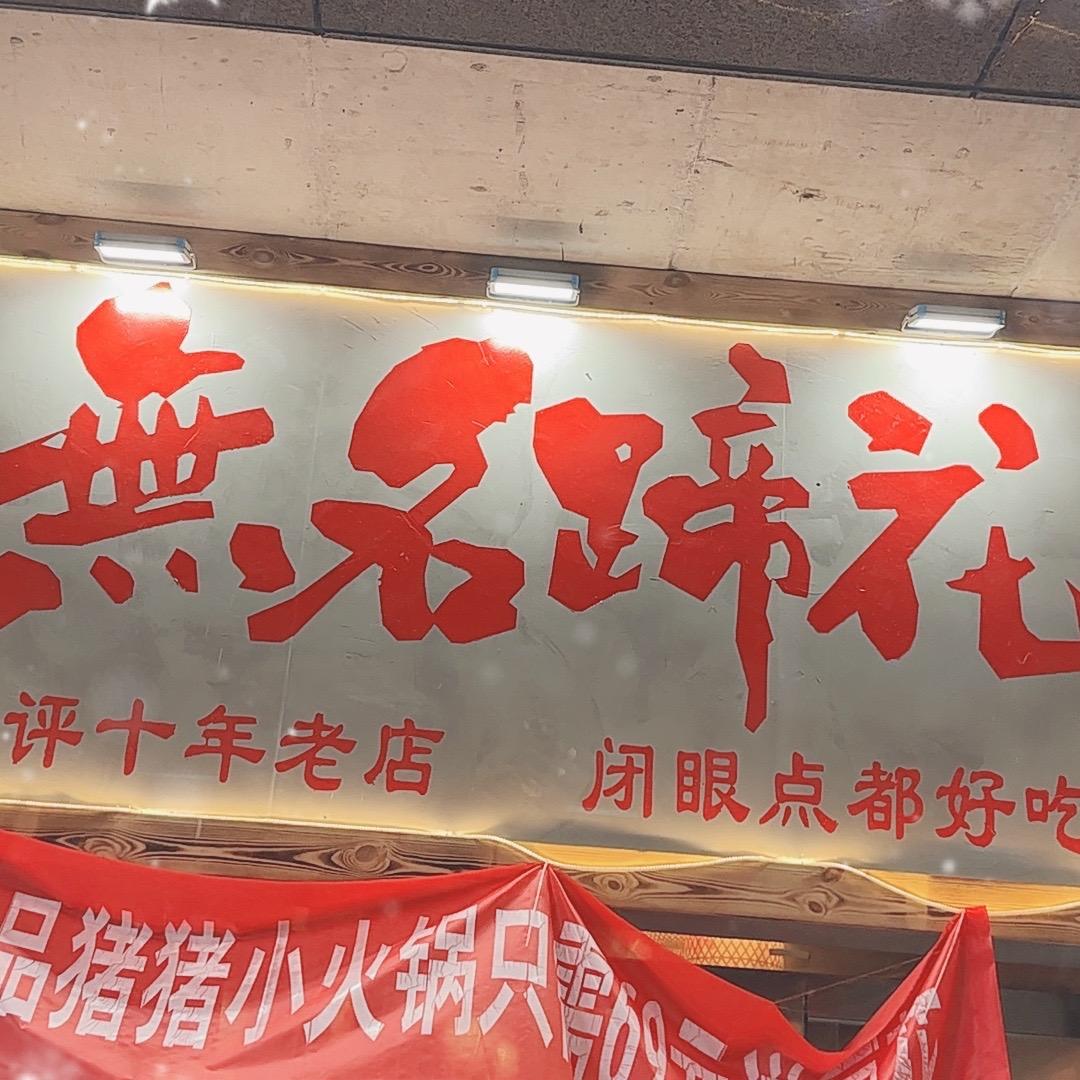 無名蹄花
评十年老店 闭眼点都好吃
品猪猪小火锅只需69元